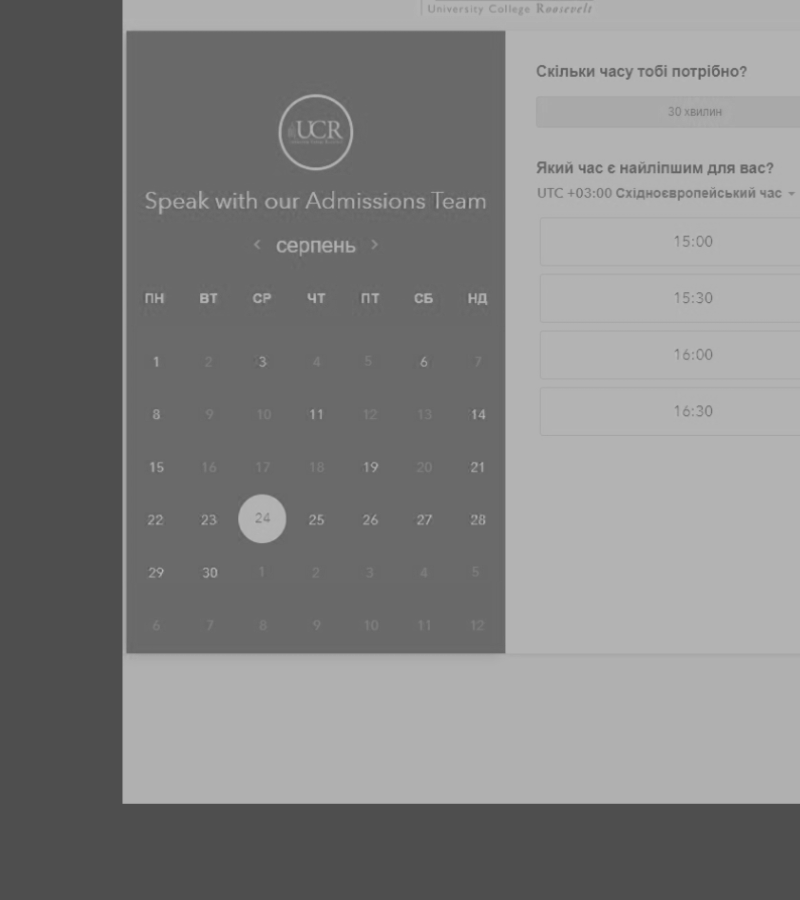 University College Roosevelt
UCR
Speak with our Admissions Team
‹ серпень ›
ПН ВТ СР ЧТ ПТ СБ НД
1 2 3 4 5 6 7
8 9 10 11 12 13 14
15 16 17 18 19 20 21
22 23 24 25 26 27 28
29 30 1 2 3 4 5
6 7 8 9 10 11 12
Скільки часу тобі потрібно?
30 хвилин
Який час є найліпшим для вас?
UTC +03:00 Східноєвропейський час
15:00
15:30
16:00
16:30